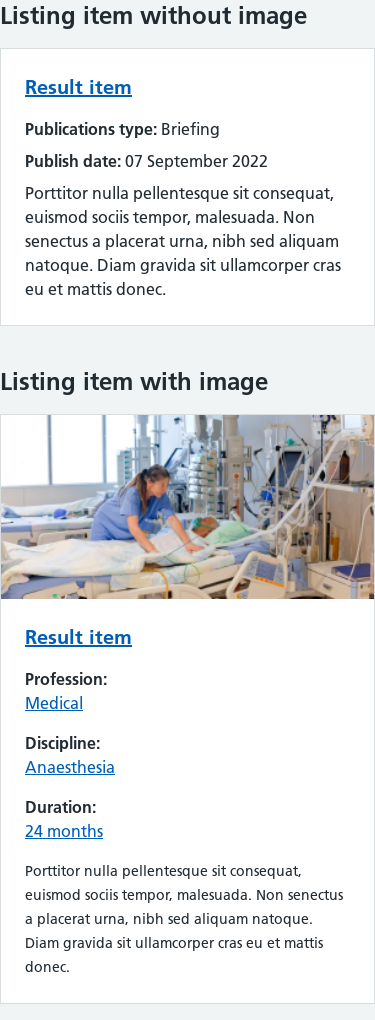 Listing item without image
Result item
Publications type: Briefing
Publish date: 07 September 2022
Porttitor nulla pellentesque sit consequat,
euismod sociis tempor, malesuada. Non
senectus a placerat urna, nibh sed aliquam
natoque. Diam gravida sit ullamcorper cras
eu et mattis donec.
Listing item with image
Result item
Profession:
Medical
Discipline:
Anaesthesia
Duration:
24 months
Porttitor nulla pellentesque sit consequat,
euismod sociis tempor, malesuada. Non senectus
a placerat urna, nibh sed aliquam natoque.
Diam gravida sit ullamcorper cras eu et mattis
donec.